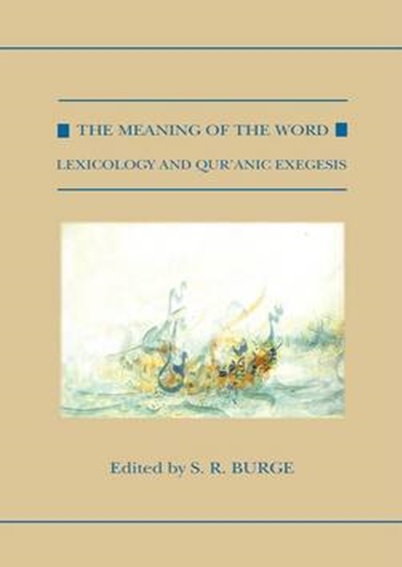 THE MEANING OF THE WORD
LEXICOLOGY AND QUR'ANIC EXEGESIS
Edited by S. R. BURGE